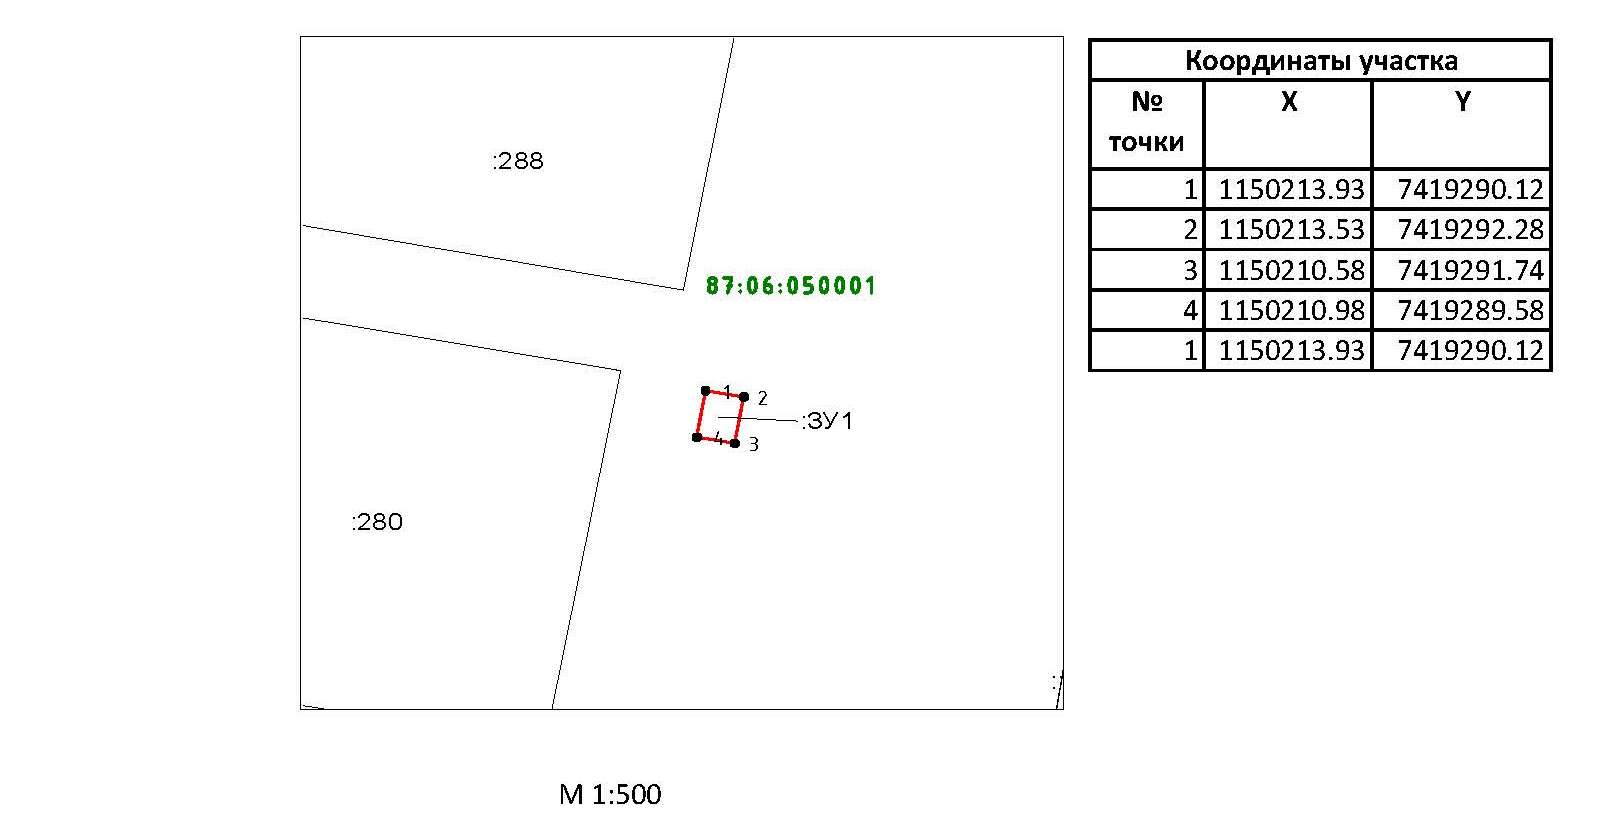 :288
87:06:050001
1
2
:ЗУ1
4
3
:280
:
М 1:500
Координаты участка
№ точки X Y
1 1150213.93 7419290.12
2 1150213.53 7419292.28
3 1150210.58 7419291.74
4 1150210.98 7419289.58
1 1150213.93 7419290.12